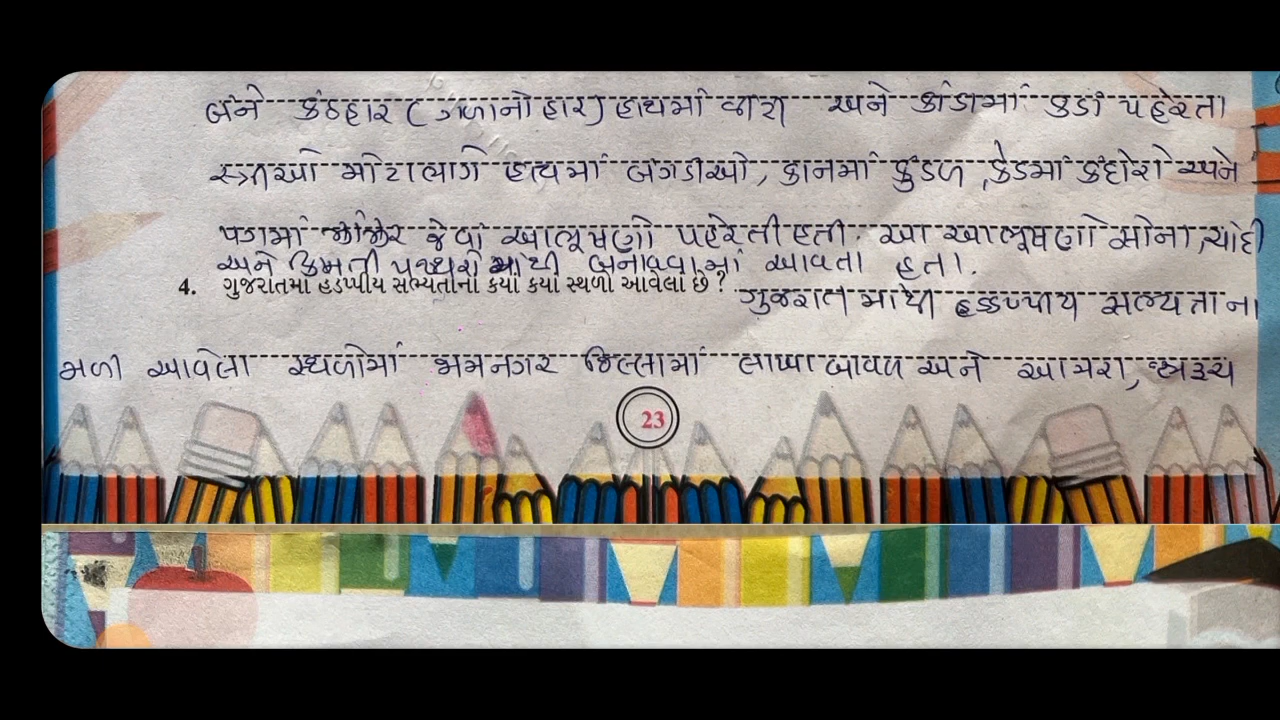 બંને કંઠહાર (ગળાનો હાર) હાથમાં વારા અને કાંડામાં કડાં પહેરતા
સ્ત્રીઓ મોટાભાગે હાથમાં બંગડીઓ, કાનમાં કુંડળ, કેડમાં કંદોરો અને
પગમાં ઝાંઝર જેવાં આભૂષણો પહેરતી હતી. આ આભૂષણો સોના, ચાંદી
અને કિંમતી પથ્થરો માંથી બનાવવામાં આવતા હતા.
4. ગુજરાતમાં હડપ્પીય સભ્યતાનાં કયાં કયાં સ્થળો આવેલાં છે ?
ગુજરાત માંથી હડપ્પીય સભ્યતાના
મળી આવેલા સ્થળોમાં જામનગર જિલ્લામાં લાખા બાવળ અને આમરા, ભરૂચ
23